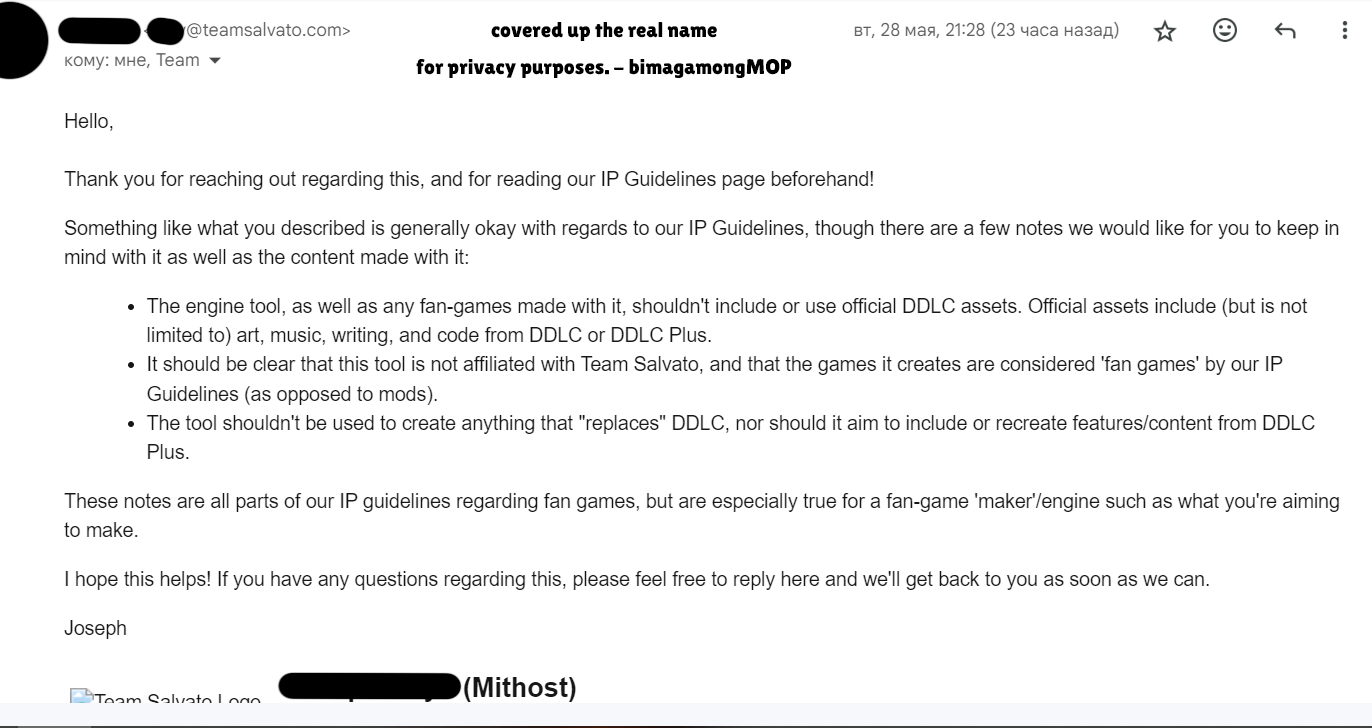 @teamsalvato.com>
covered up the real name
вт, 28 мая, 21:28 (23 часа назад)
кому: мне, Team
for privacy purposes. – bimagamongMOP
Hello,
Thank you for reaching out regarding this, and for reading our IP Guidelines page beforehand!
Something like what you described is generally okay with regards to our IP Guidelines, though there are a few notes we would like for you to keep in
mind with it as well as the content made with it:
• The engine tool, as well as any fan-games made with it, shouldn't include or use official DDLC assets. Official assets include (but is not
limited to) art, music, writing, and code from DDLC or DDLC Plus.
• It should be clear that this tool is not affiliated with Team Salvato, and that the games it creates are considered 'fan games' by our IP
Guidelines (as opposed to mods).
• The tool shouldn't be used to create anything that "replaces" DDLC, nor should it aim to include or recreate features/content from DDLC
Plus.
These notes are all parts of our IP guidelines regarding fan games, but are especially true for a fan-game 'maker'/engine such as what you're aiming
to make.
I hope this helps! If you have any questions regarding this, please feel free to reply here and we'll get back to you as soon as we can.
Joseph
(Mithost)
Team Salvato Logo